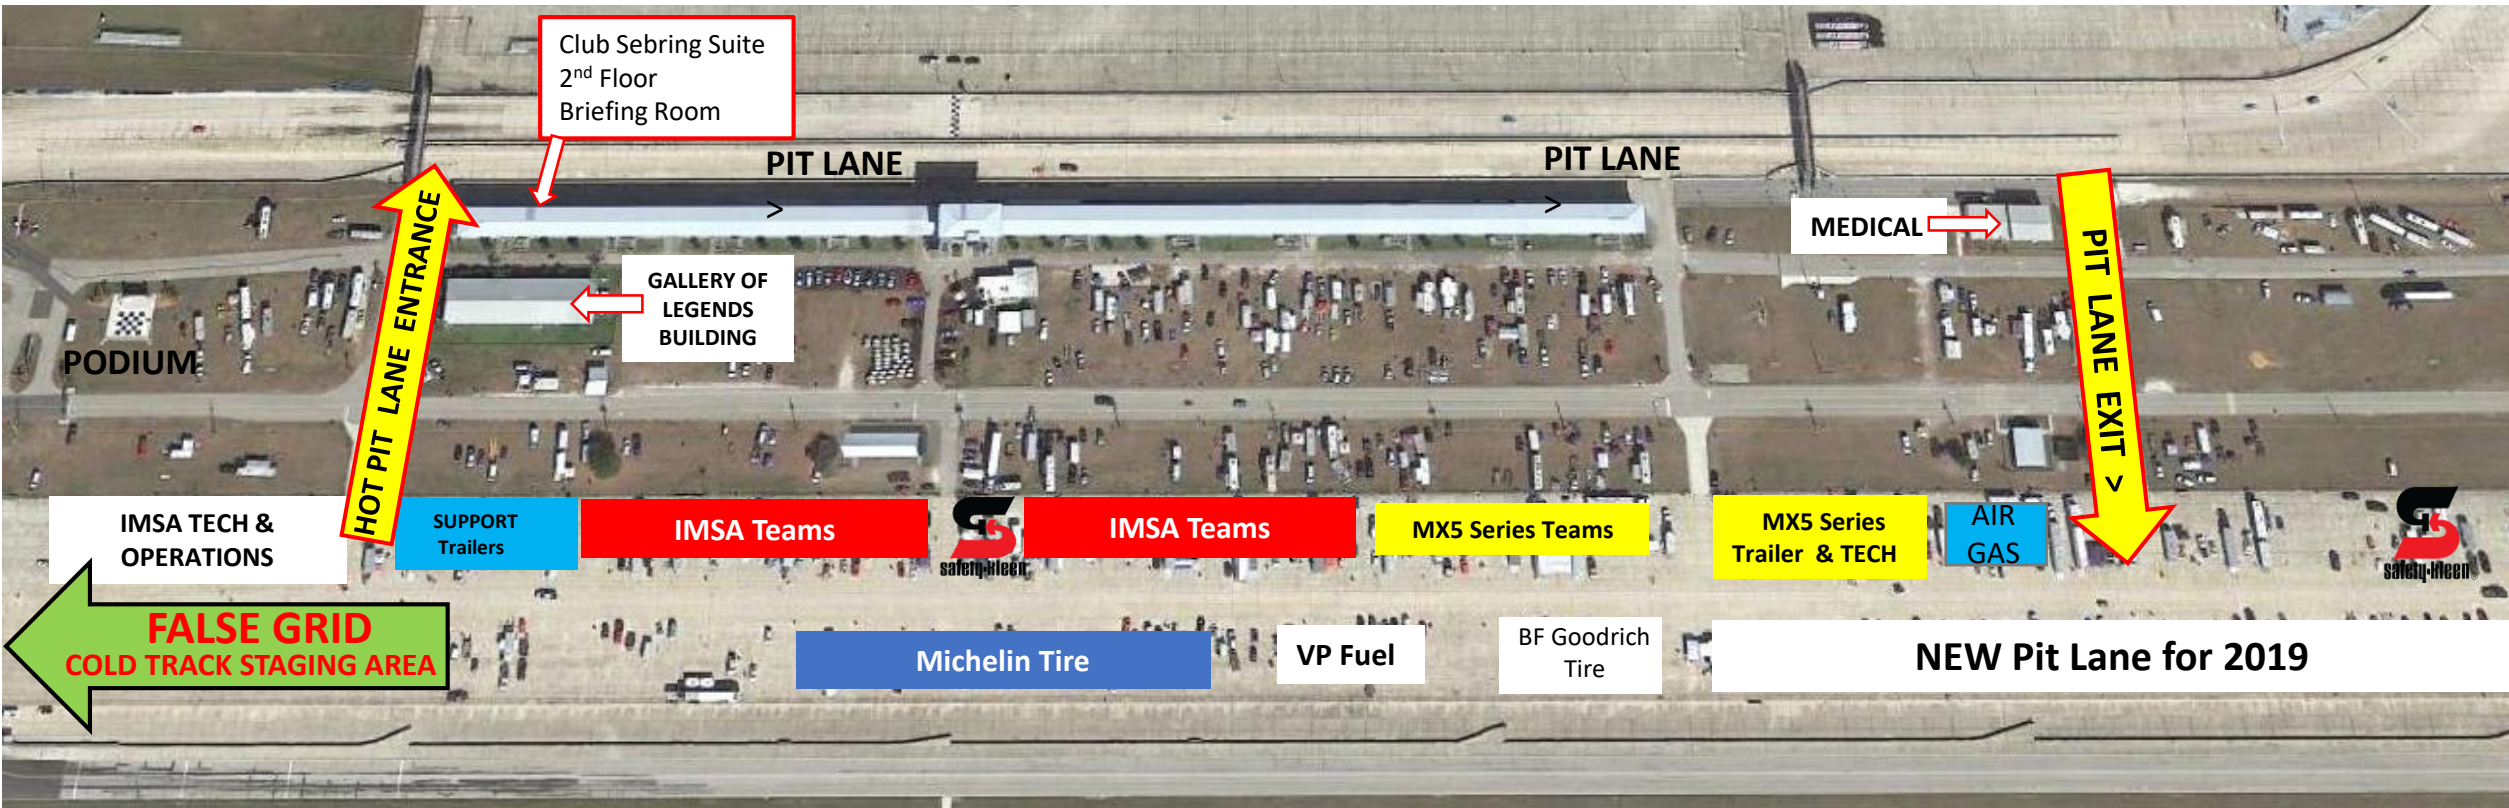 Club Sebring Suite
2nd Floor
Briefing Room
PIT LANE
PIT LANE
>
>
MEDICAL
HOT PIT LANE ENTRANCE
GALLERY OF
LEGENDS
BUILDING
PIT LANE EXIT >
PODIUM
IMSA TECH &
OPERATIONS
SUPPORT
Trailers
IMSA Teams
safety-kleen
IMSA Teams
MX5 Series Teams
MX5 Series
Trailer & TECH
AIR
GAS
safety-kleen®
FALSE GRID
COLD TRACK STAGING AREA
Michelin Tire
VP Fuel
BF Goodrich
Tire
NEW Pit Lane for 2019